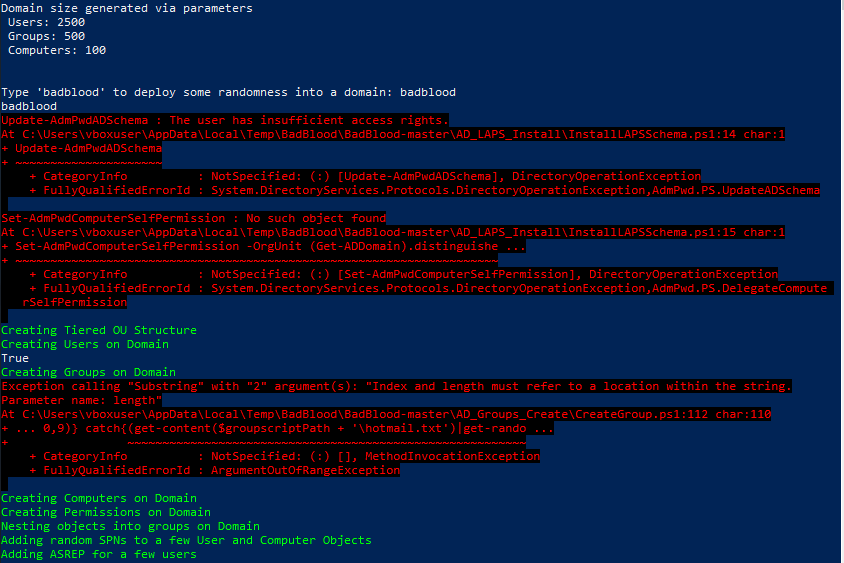 Domain size generated via parameters
Users: 2500
Groups: 500
Computers: 100
Type 'badblood' to deploy some randomness into a domain: badblood
badblood
Update-AdmPwdADSchema : The user has insufficient access rights.
At C:\Users\vboxuser\AppData\Local\Temp\BadBlood\BadBlood-master\AD_LAPS_Install\InstallLAPSSchema.ps1:14 char:1
+ Update-AdmPwdADSchema
+ ~~~~~~~~~~~~~~~~~~~~~
+ CategoryInfo          : NotSpecified: (:) [Update-AdmPwdADSchema], DirectoryOperationException
+ FullyQualifiedErrorId : System.DirectoryServices.Protocols.DirectoryOperationException,AdmPwd.PS.UpdateADSchema
Set-AdmPwdComputerSelfPermission : No such object found
At C:\Users\vboxuser\AppData\Local\Temp\BadBlood\BadBlood-master\AD_LAPS_Install\InstallLAPSSchema.ps1:15 char:1
+ Set-AdmPwdComputerSelfPermission -OrgUnit (Get-ADDomain).distinguishe ...
+ ~~~~~~~~~~~~~~~~~~~~~~~~~~~~~~~~~~~~~~~~~~~~~~~~~~~~~~~~~~~~~~~~~~~~~
+ CategoryInfo          : NotSpecified: (:) [Set-AdmPwdComputerSelfPermission], DirectoryOperationException
+ FullyQualifiedErrorId : System.DirectoryServices.Protocols.DirectoryOperationException,AdmPwd.PS.DelegateCompute
rSelfPermission
Creating Tiered OU Structure
Creating Users on Domain
True
Creating Groups on Domain
Exception calling "Substring" with "2" argument(s): "Index and length must refer to a location within the string.
Parameter name: length"
At C:\Users\vboxuser\AppData\Local\Temp\BadBlood\BadBlood-master\AD_Groups_Create\CreateGroup.ps1:112 char:110
+ ... 0,9)} catch{(get-content($groupscriptPath + '\hotmail.txt')|get-rando ...
+                 ~~~~~~~~~~~~~~~~~~~~~~~~~~~~~~~~~~~~~~~~~~~~~~~~~~~~~~~~~
+ CategoryInfo          : NotSpecified: (:) [], MethodInvocationException
+ FullyQualifiedErrorId : ArgumentOutOfRangeException
Creating Computers on Domain
Creating Permissions on Domain
Nesting objects into groups on Domain
Adding random SPNs to a few User and Computer Objects
Adding ASREP for a few users